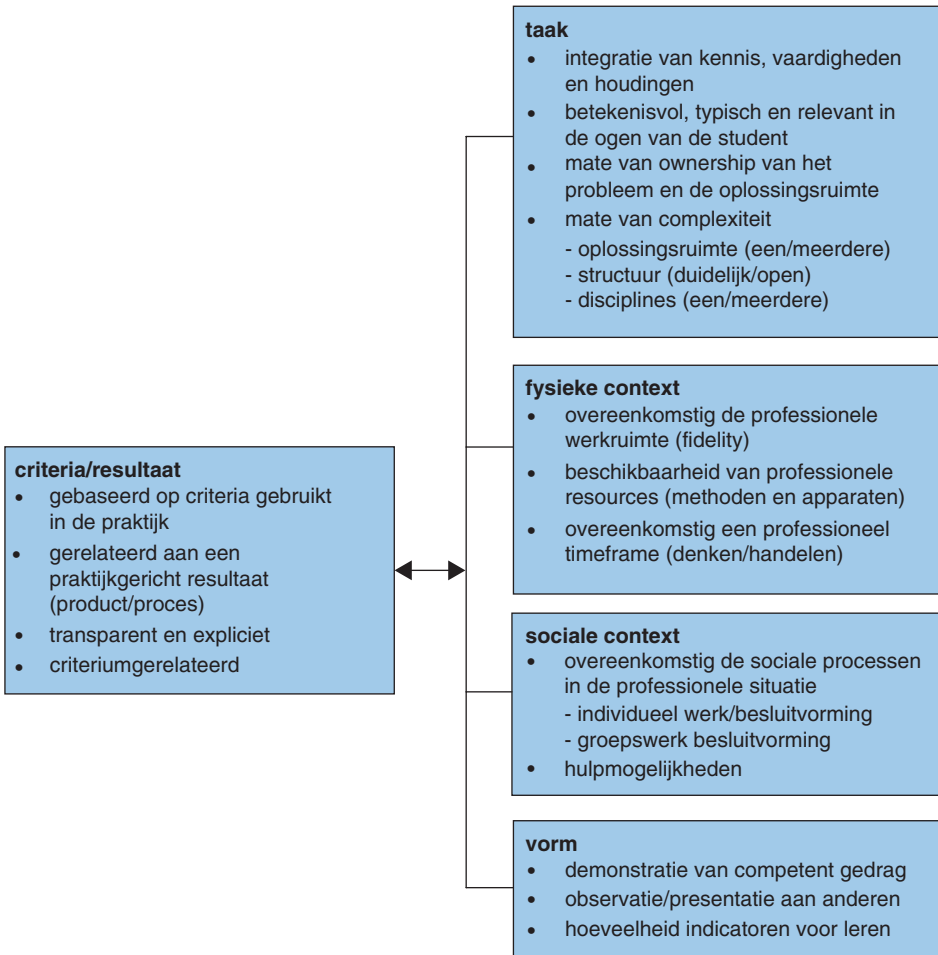 taak
• integratie van kennis, vaardigheden
en houdingen
• betekenisvol, typisch en relevant in
de ogen van de student
• mate van ownership van het
probleem en de oplossingsruimte
• mate van complexiteit
- oplossingsruimte (een/meerdere)
- structuur (duidelijk/open)
- disciplines (een/meerdere)
fysieke context
• overeenkomstig de professionele
werkruimte (fidelity)
• beschikbaarheid van professionele
resources (methoden en apparaten)
• overeenkomstig een professioneel
timeframe (denken/handelen)
criteria/resultaat
• gebaseerd op criteria gebruikt
in de praktijk
• gerelateerd aan een
praktijkgericht resultaat
(product/proces)
• transparant en expliciet
• criteriumgerelateerd
sociale context
• overeenkomstig de sociale processen
in de professionele situatie
- individueel werk/besluitvorming
- groepswerk besluitvorming
• hulpmogelijkheden
vorm
• demonstratie van competent gedrag
• observatie/presentatie aan anderen
• hoeveelheid indicatoren voor leren